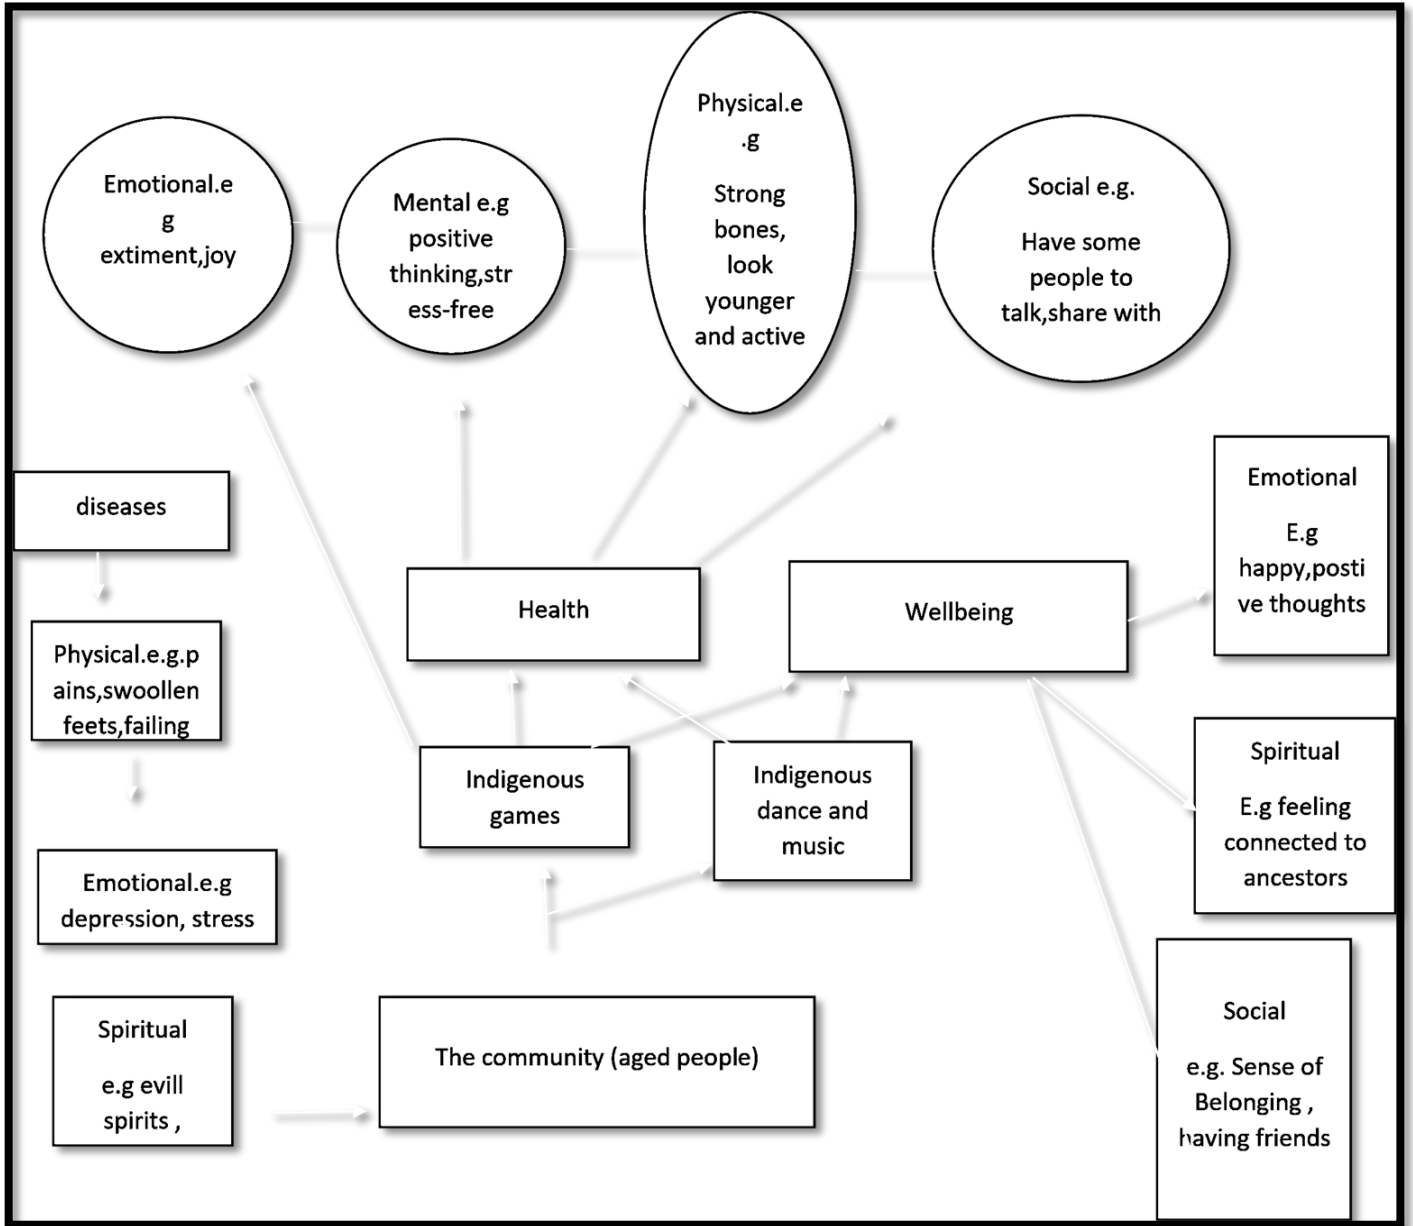 Emotional.e
g
extiment,joy
Mental e.g
positive
thinking,str
ess-free
Physical.e
.g
Strong
bones,
look
younger
and active
Social e.g.
Have some
people to
talk,share with
diseases
Physical.e.g.p
ains,swoollen
feets,failing
Emotional.e.g
depression, stress
Spiritual
e.g evill
spirits ,
Health
Wellbeing
Indigenous
games
Indigenous
dance and
music
The community (aged people)
Emotional
E.g
happy,posti
ve thoughts
Spiritual
E.g feeling
connected to
ancestors
Social
e.g. Sense of
Belonging ,
having friends